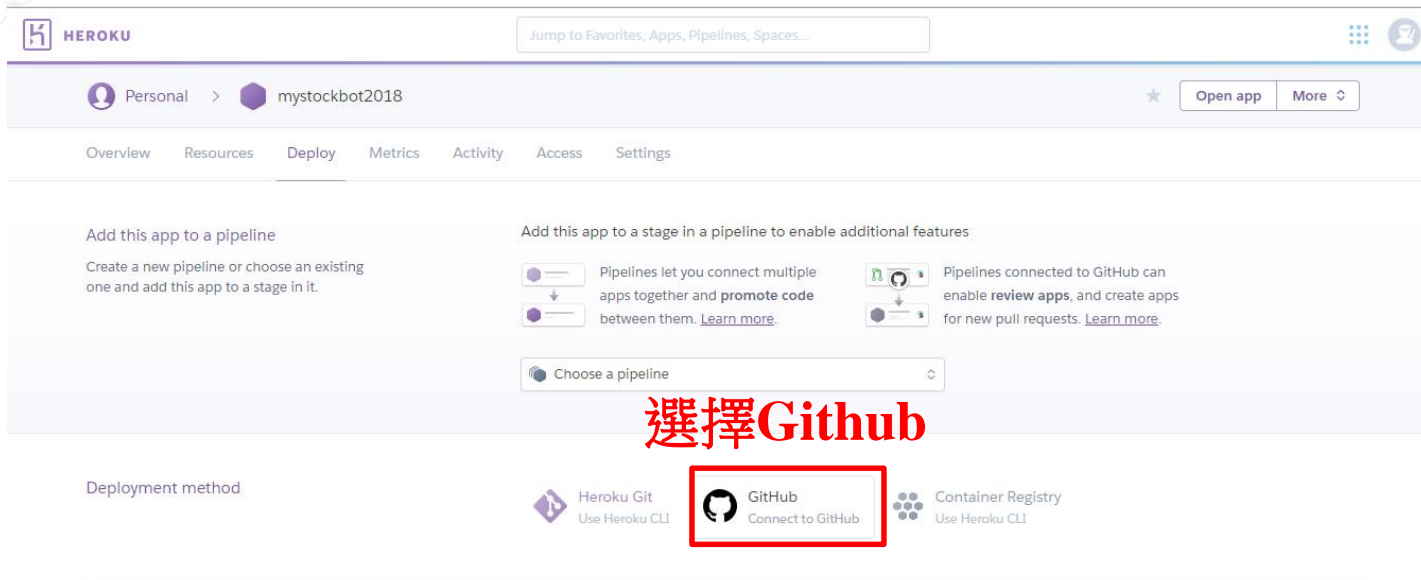 HEROKU
Jump to Favorites, Apps, Pipelines, Spaces...
Personal > mystockbot2018
Open app
More
Overview Resources Deploy Metrics Activity Access Settings
Add this app to a pipeline
Create a new pipeline or choose an existing
one and add this app to a stage in it.
Add this app to a stage in a pipeline to enable additional features
Pipelines let you connect multiple
apps together and promote code
between them. Learn more.
Pipelines connected to GitHub can
enable review apps, and create apps
for new pull requests. Learn more.
Choose a pipeline
選擇Github
Deployment method
Heroku Git
Use Heroku CLI
GitHub
Connect to GitHub
Container Registry
Use Heroku CLI